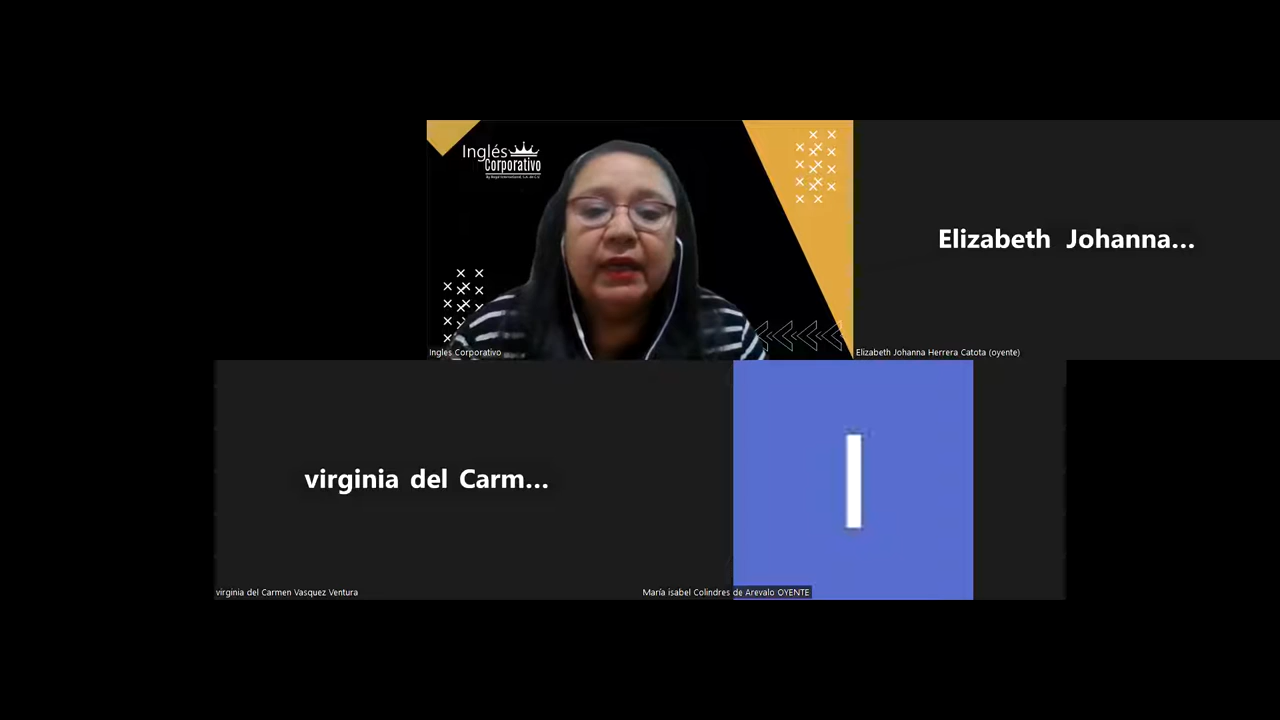 Inglés
Corporativo
Elizabeth Johanna...
Ingles Corporativo
Elizabeth Johanna Herrera Catota (oyente)
virginia del Carm...
I
virginia del Carmen Vasquez Ventura
María isabel Colindres de Arevalo OYENTE